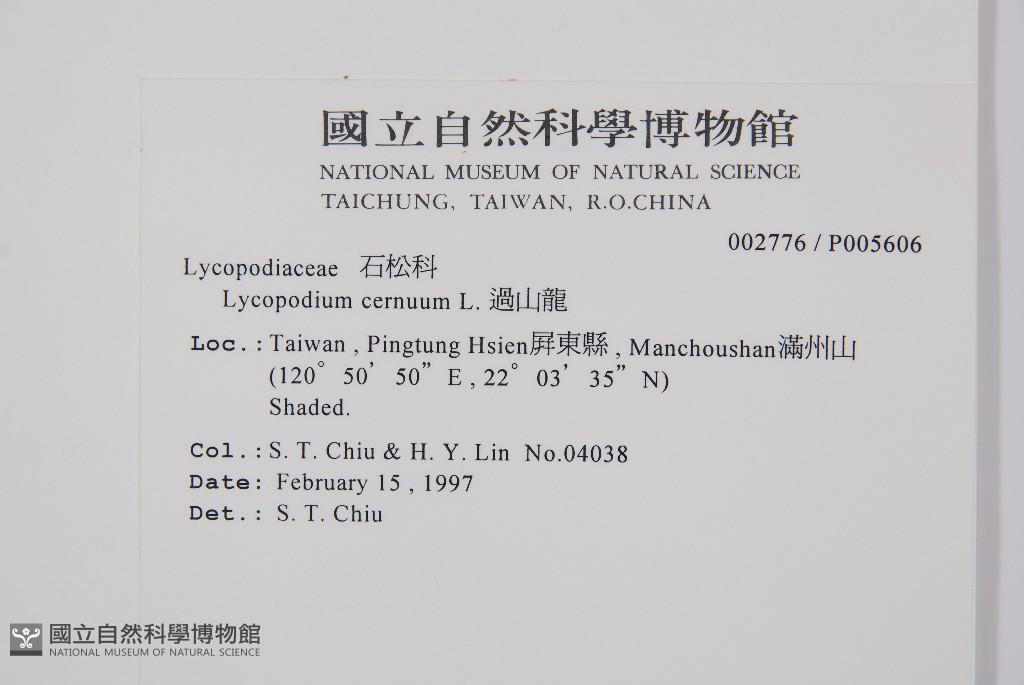 國立自然科學博物館
NATIONAL MUSEUM OF NATURAL SCIENCE
TAICHUNG, TAIWAN, R.O.CHINA
002776 / P005606
Lycopodiaceae 石松科
Lycopodium cernuum L. 過山龍
Loc.: Taiwan , Pingtung Hsien屏東縣 , Manchoushan滿州山
(120° 50’ 50” E , 22° 03’ 35” N)
Shaded.
Col.: S. T. Chiu & H. Y. Lin No.04038
Date: February 15 , 1997
Det.: S. T. Chiu
國立自然科學博物館
NATIONAL MUSEUM OF NATURAL SCIENCE